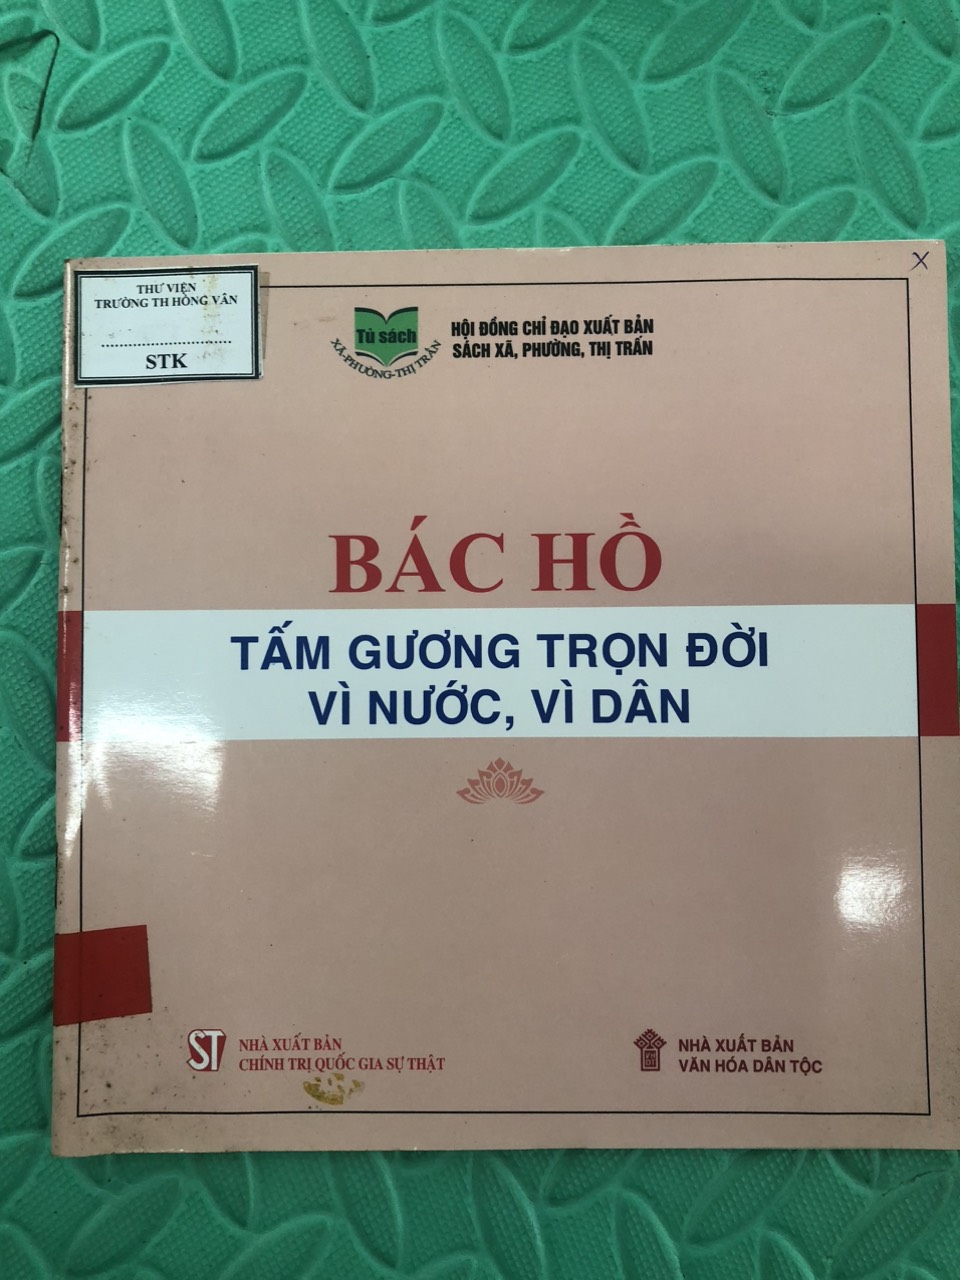 THƯ VIỆN
TRƯỜNG TH HỒNG VÂN
................................
STK
X
Tủ sách
XÃ-PHƯỜNG-THỊ TRẤN
HỘI ĐỒNG CHỈ ĐẠO XUẤT BẢN
SÁCH XÃ, PHƯỜNG, THỊ TRẤN
BÁC HỒ
TẤM GƯƠNG TRỌN ĐỜI
VÌ NƯỚC, VÌ DÂN
ST
NHÀ XUẤT BẢN
CHÍNH TRỊ QUỐC GIA SỰ THẬT
NHÀ XUẤT BẢN
VĂN HÓA DÂN TỘC